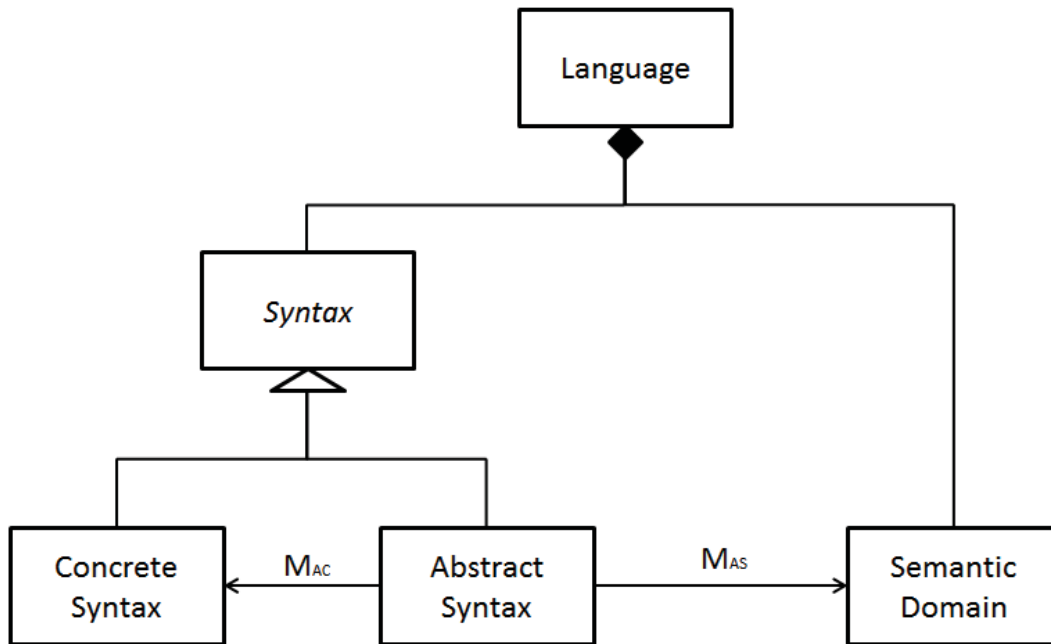 Language
Syntax
Concrete
Syntax
MAC
Abstract
Syntax
MAS
Semantic
Domain